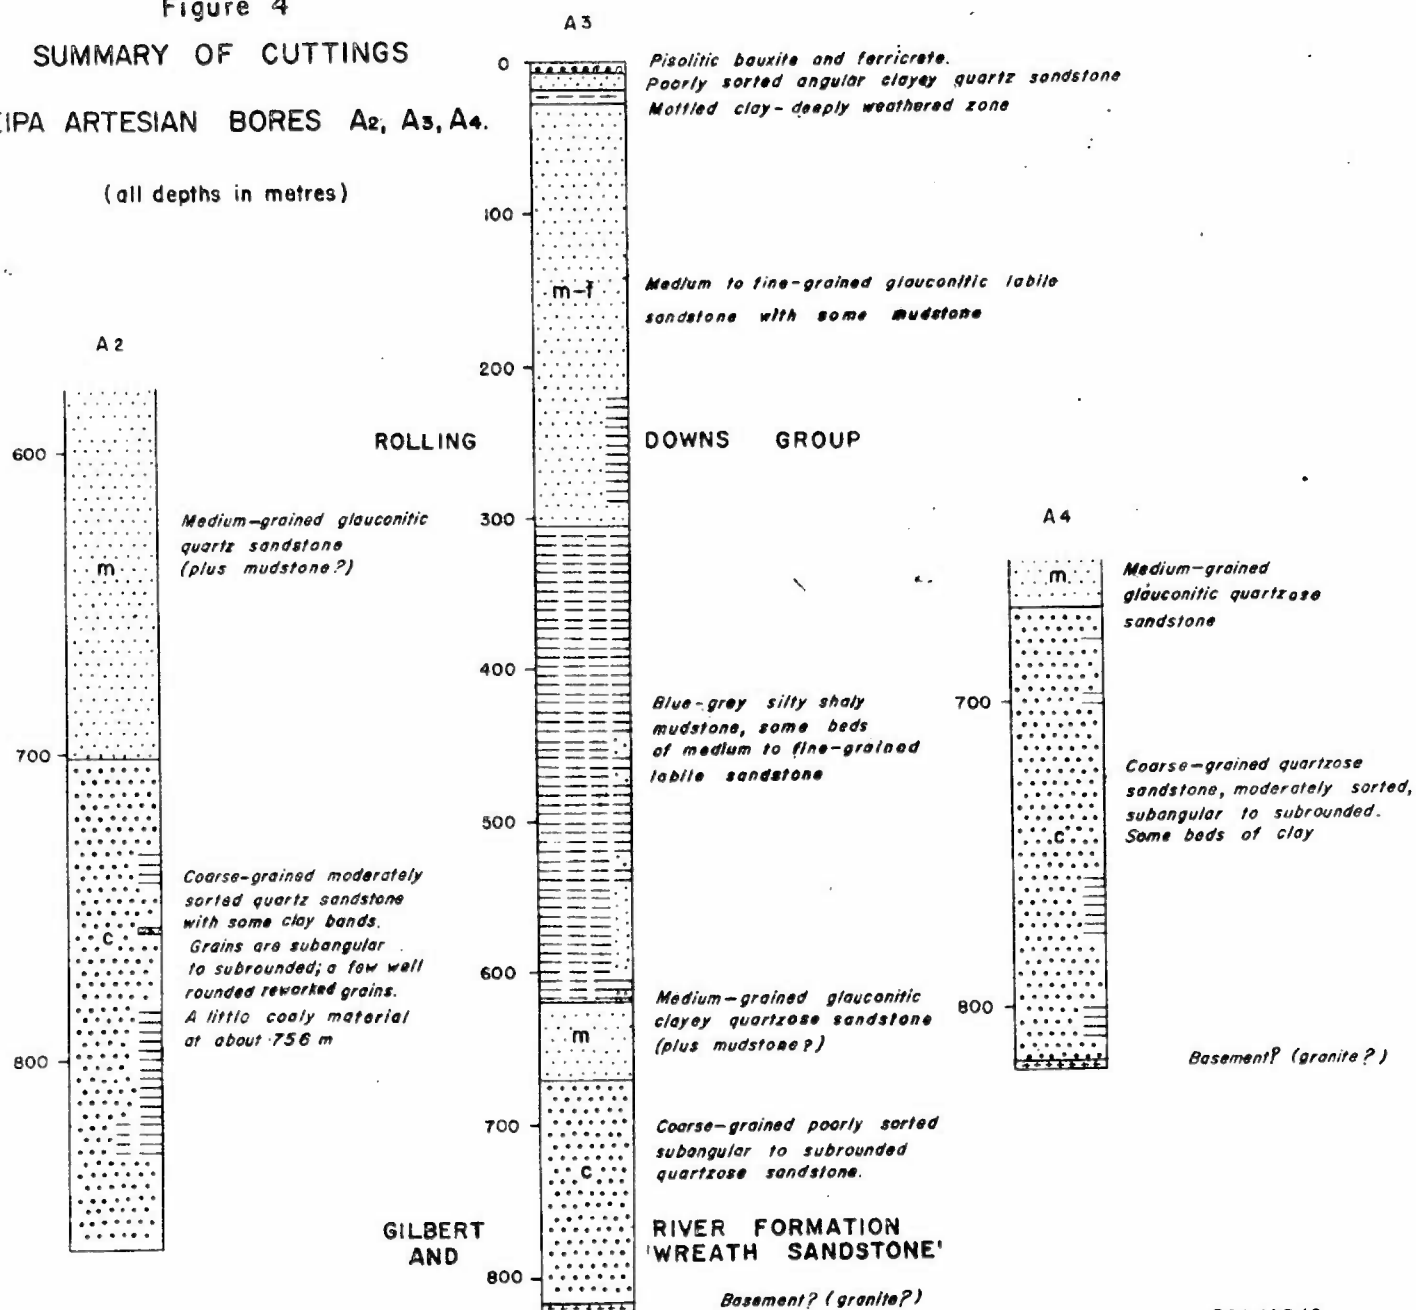 Figure 4
SUMMARY OF CUTTINGS
EIPA ARTESIAN BORES A2, A3, A4.
(all depths in metres)
A3
0
100
200
300
400
500
600
700
800
Pisolitic bauxite and ferricrete.
Poorly sorted angular clayey quartz sandstone
Mottled clay-deeply weathered zone
m-f
Medium to fine-grained glauconitic labile
sandstone with some mudstone
ROLLING DOWNS GROUP
Blue-grey silty shaly
mudstone, some beds
of medium to fine-grained
labile sandstone
m
Medium-grained glauconitic
clayey quartzose sandstone
(plus mudstone?)
c
Coarse-grained poorly sorted
subangular to subrounded
quartzose sandstone.
GILBERT RIVER FORMATION
AND 'WREATH SANDSTONE'
Basement? (granite?)
A2
600
700
800
m
Medium-grained glauconitic
quartz sandstone
(plus mudstone?)
c
Coarse-grained moderately
sorted quartz sandstone
with some clay bands.
Grains are subangular
to subrounded; a few well
rounded reworked grains.
A little coaly material
at about 756 m
A4
700
800
m
Medium-grained
glauconitic quartzose
sandstone
c
Coarse-grained quartzose
sandstone, moderately sorted,
subangular to subrounded.
Some beds of clay
Basement? (granite?)